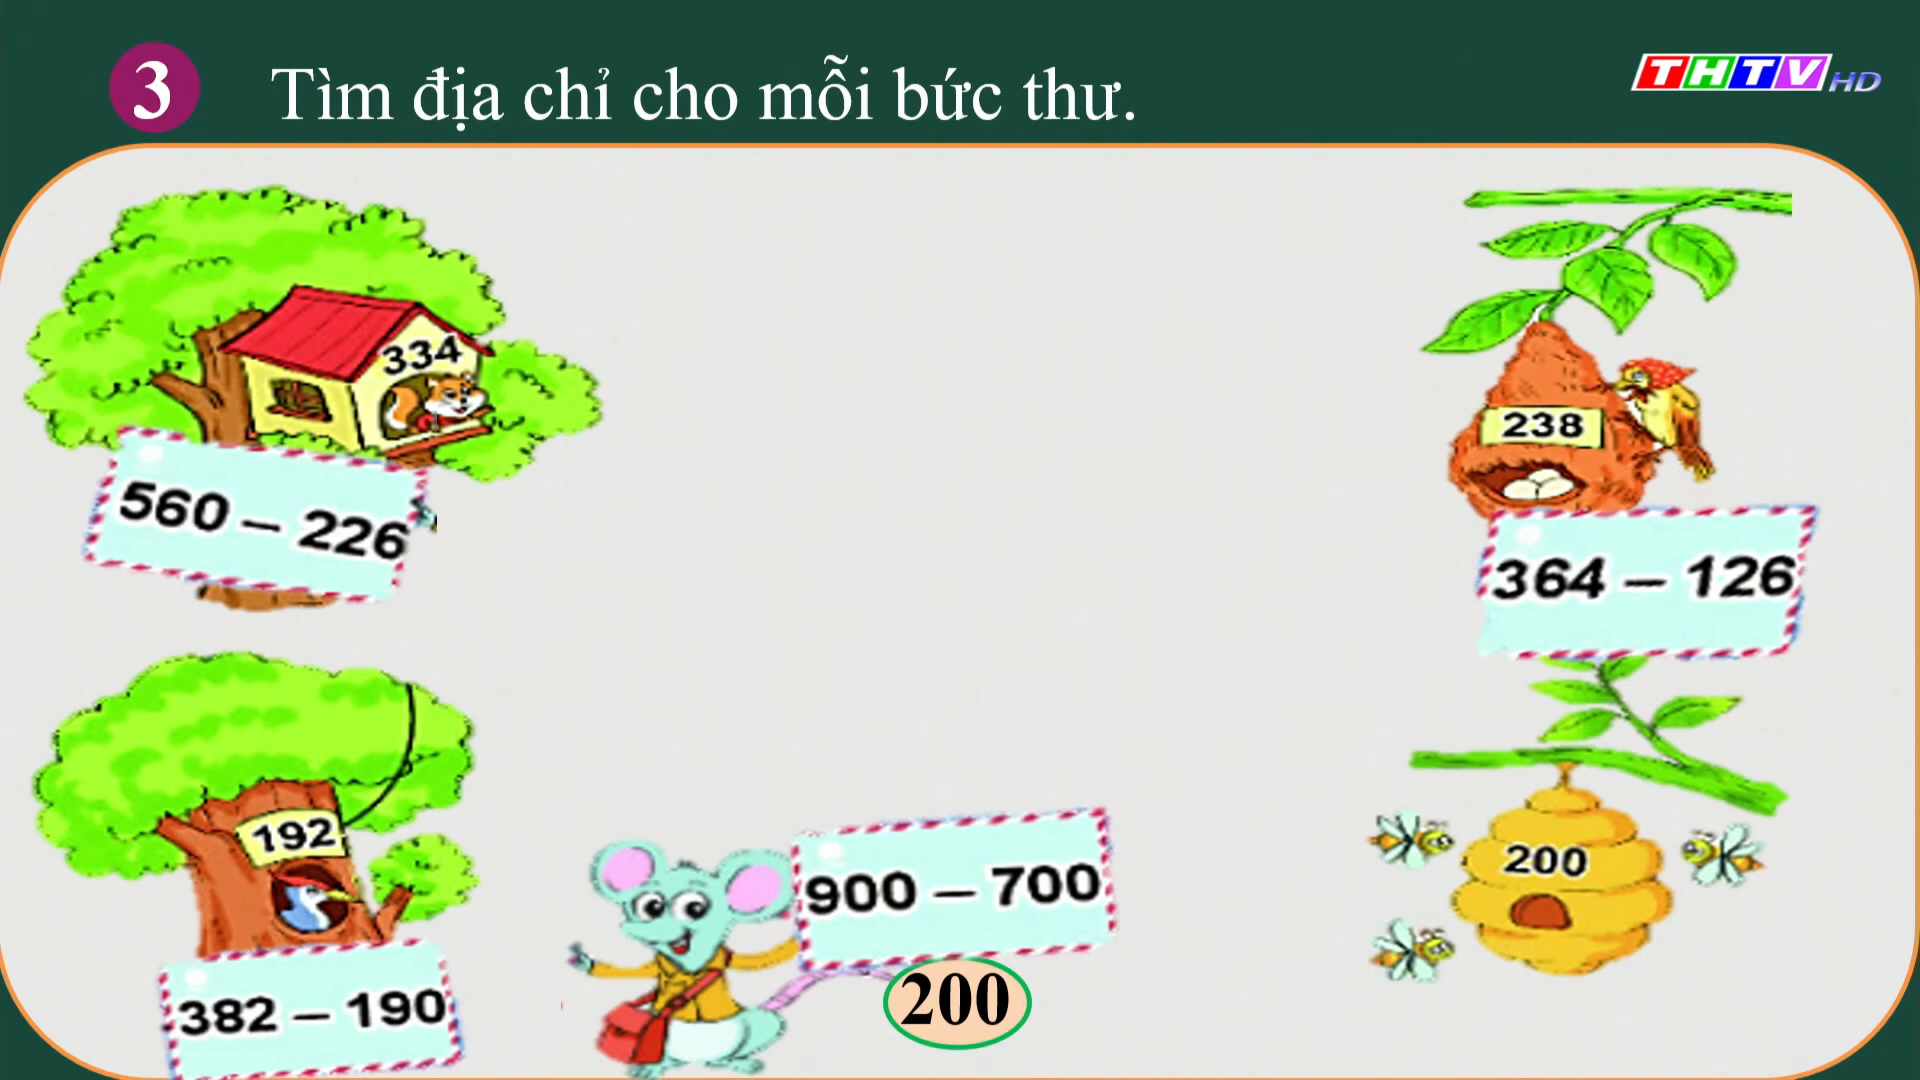 3 Tìm địa chỉ cho mỗi bức thư.
THTV HD
334
560 – 226
238
364 – 126
192
382 – 190
900 – 700
200
200